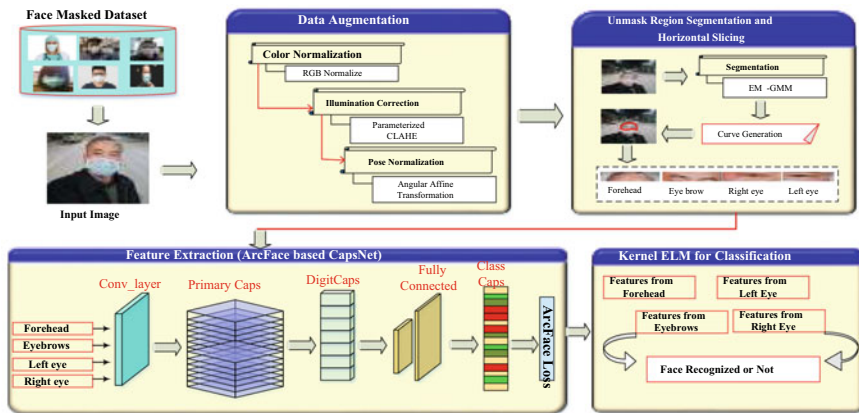 Face Masked Dataset
Input Image
Data Augmentation
Color Normalization
RGB Normalize
Illumination Correction
Parameterized
CLAHE
Pose Normalization
Angular Affine
Transformation
Unmask Region Segmentation and
Horizontal Slicing
Segmentation
EM -GMM
Curve Generation
Forehead
Eye brow
Right eye
Left eye
Feature Extraction (ArcFace based CapsNet)
Conv_layer
Primary Caps
DigitCaps
Fully
Connected
Class
Caps
Forehead
Eyebrows
Left eye
Right eye
ArcFace Loss
Kernel ELM for Classification
Features from
Forehead
Features from
Left Eye
Features from
Eyebrows
Features from
Right Eye
Face Recognized or Not